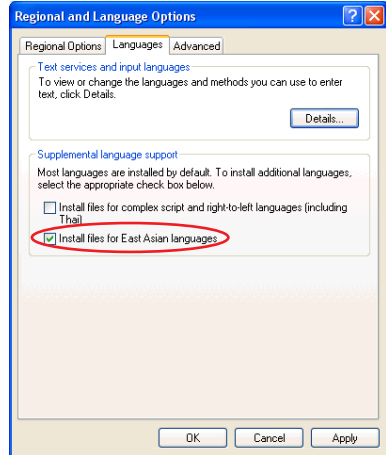 Regional and Language Options
Regional Options Languages Advanced
Text services and input languages
To view or change the languages and methods you can use to enter
text, click Details.
Details...
Supplemental language support
Most languages are installed by default. To install additional languages,
select the appropriate check box below.
Install files for complex script and right-to-left languages (including
Thai)
Install files for East Asian languages
OK Cancel Apply